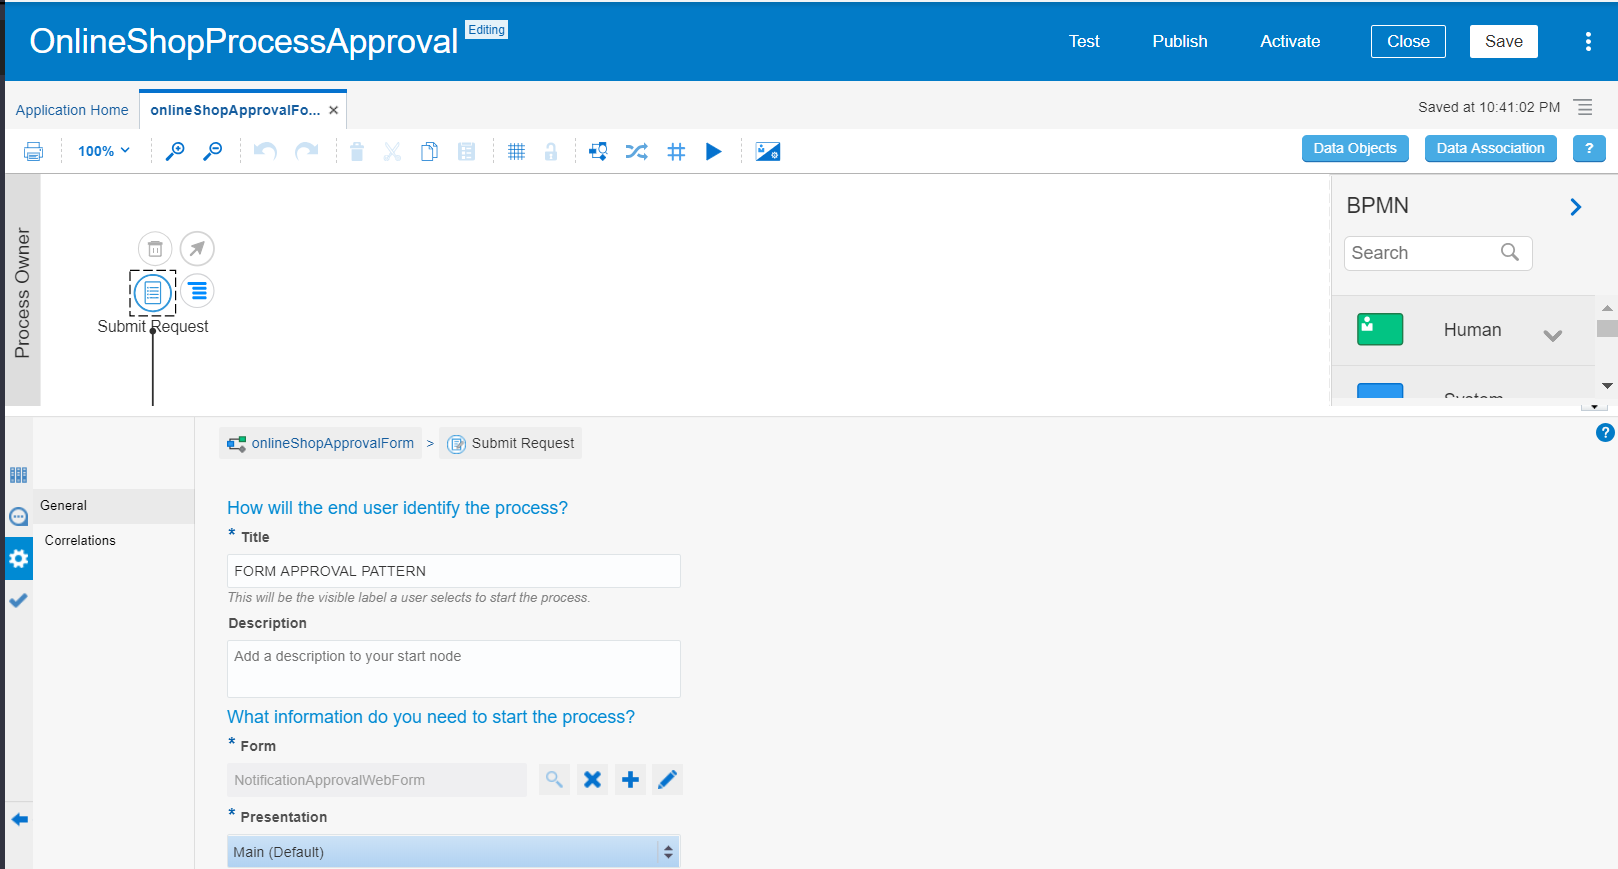 OnlineShopProcessApproval Editing
Test Publish Activate Close Save
Application Home onlineShopApprovalFo... ×
Saved at 10:41:02 PM
100%
Data Objects Data Association ?
Process Owner
Submit Request
BPMN
Search
Human
System
onlineShopApprovalForm > Submit Request
?
General
Correlations
How will the end user identify the process?
* Title
FORM APPROVAL PATTERN
This will be the visible label a user selects to start the process.
Description
Add a description to your start node
What information do you need to start the process?
* Form
NotificationApprovalWebForm
* Presentation
Main (Default)